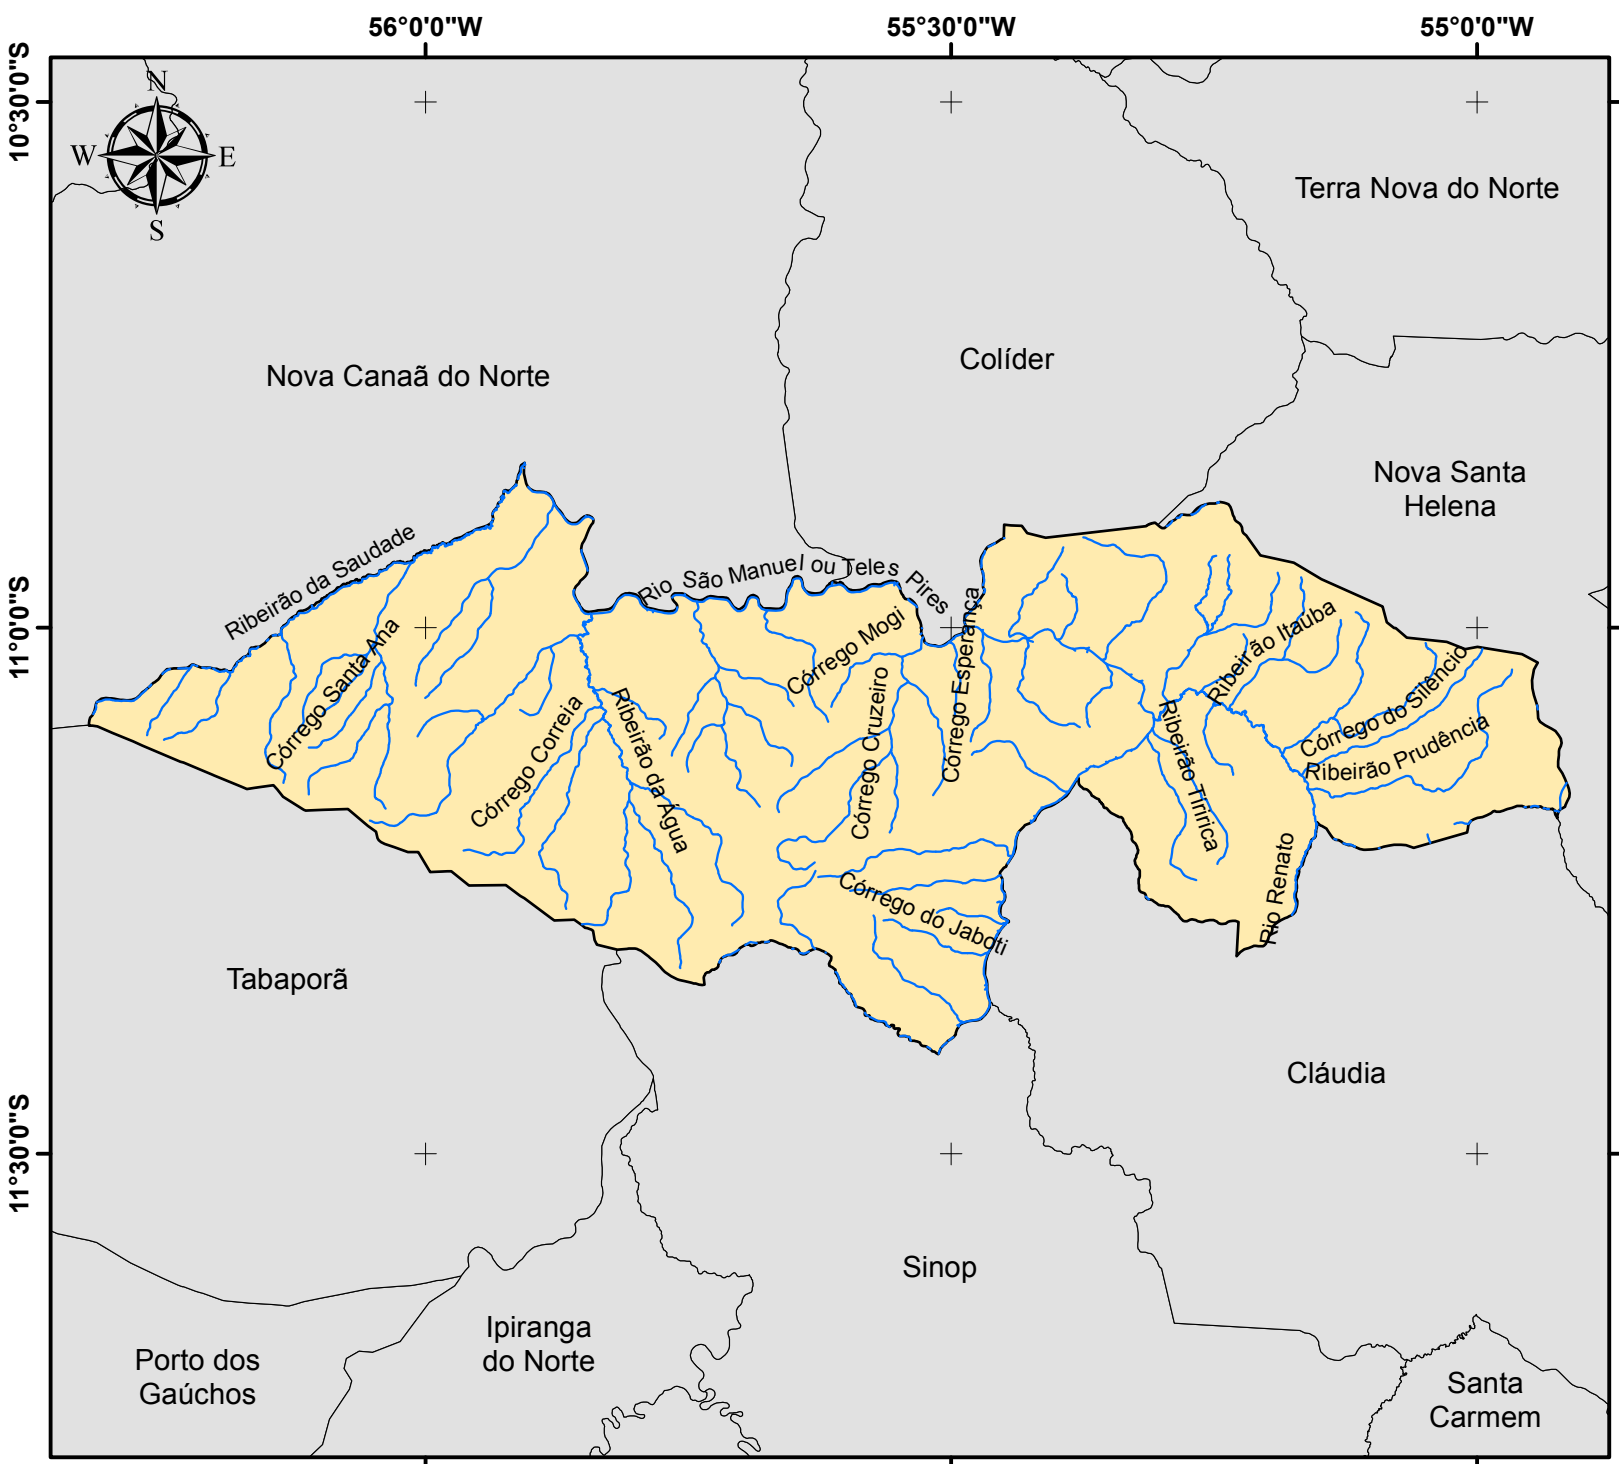 56°0'0"W
55°30'0"W
55°0'0"W
10°30'0"S
11°0'0"S
11°30'0"S
N
W
E
S
Terra Nova do Norte
Colíder
Nova Canaã do Norte
Nova Santa
Helena
Ribeirão da Saudade
Rio São Manuel ou Teles Pires
Córrego Santa Ana
Córrego Mogi
Córrego Esperança
Ribeirão Itaúba
Córrego do Silêncio
Ribeirão Prudência
Córrego Correia
Ribeirão da Água
Córrego Cruzeiro
Ribeirão Tiririca
Rio Renato
Córrego do Jaboti
Tabaporã
Cláudia
Sinop
Ipiranga
do Norte
Porto dos
Gaúchos
Santa
Carmem